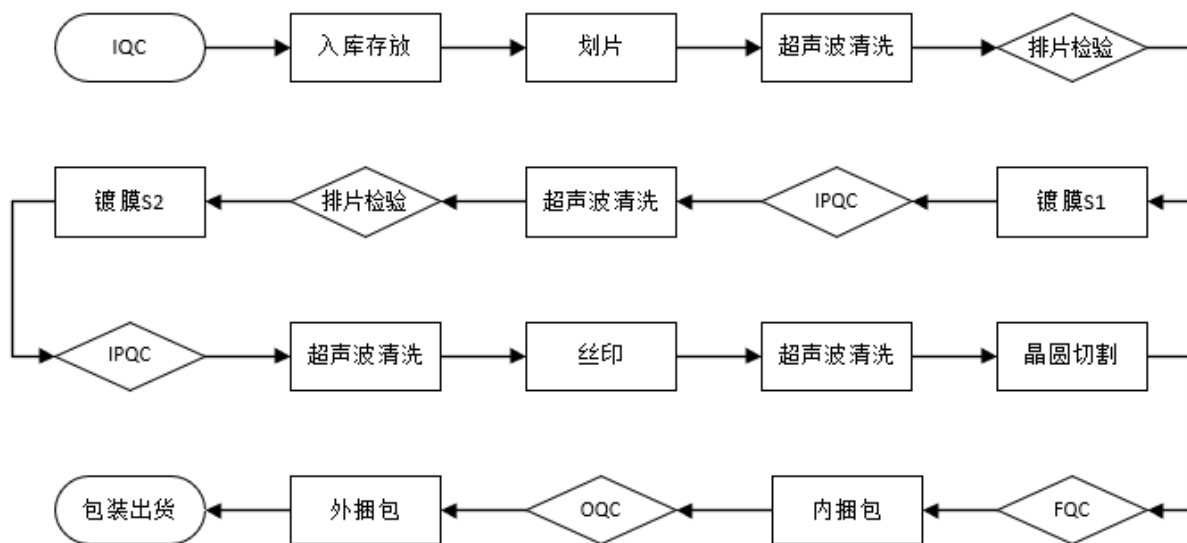 IQC
入库存放
划片
超声波清洗
排片检验
镀膜S1
IPQC
超声波清洗
排片检验
镀膜S2
IPQC
超声波清洗
丝印
超声波清洗
晶圆切割
FQC
内捆包
OQC
外捆包
包装出货